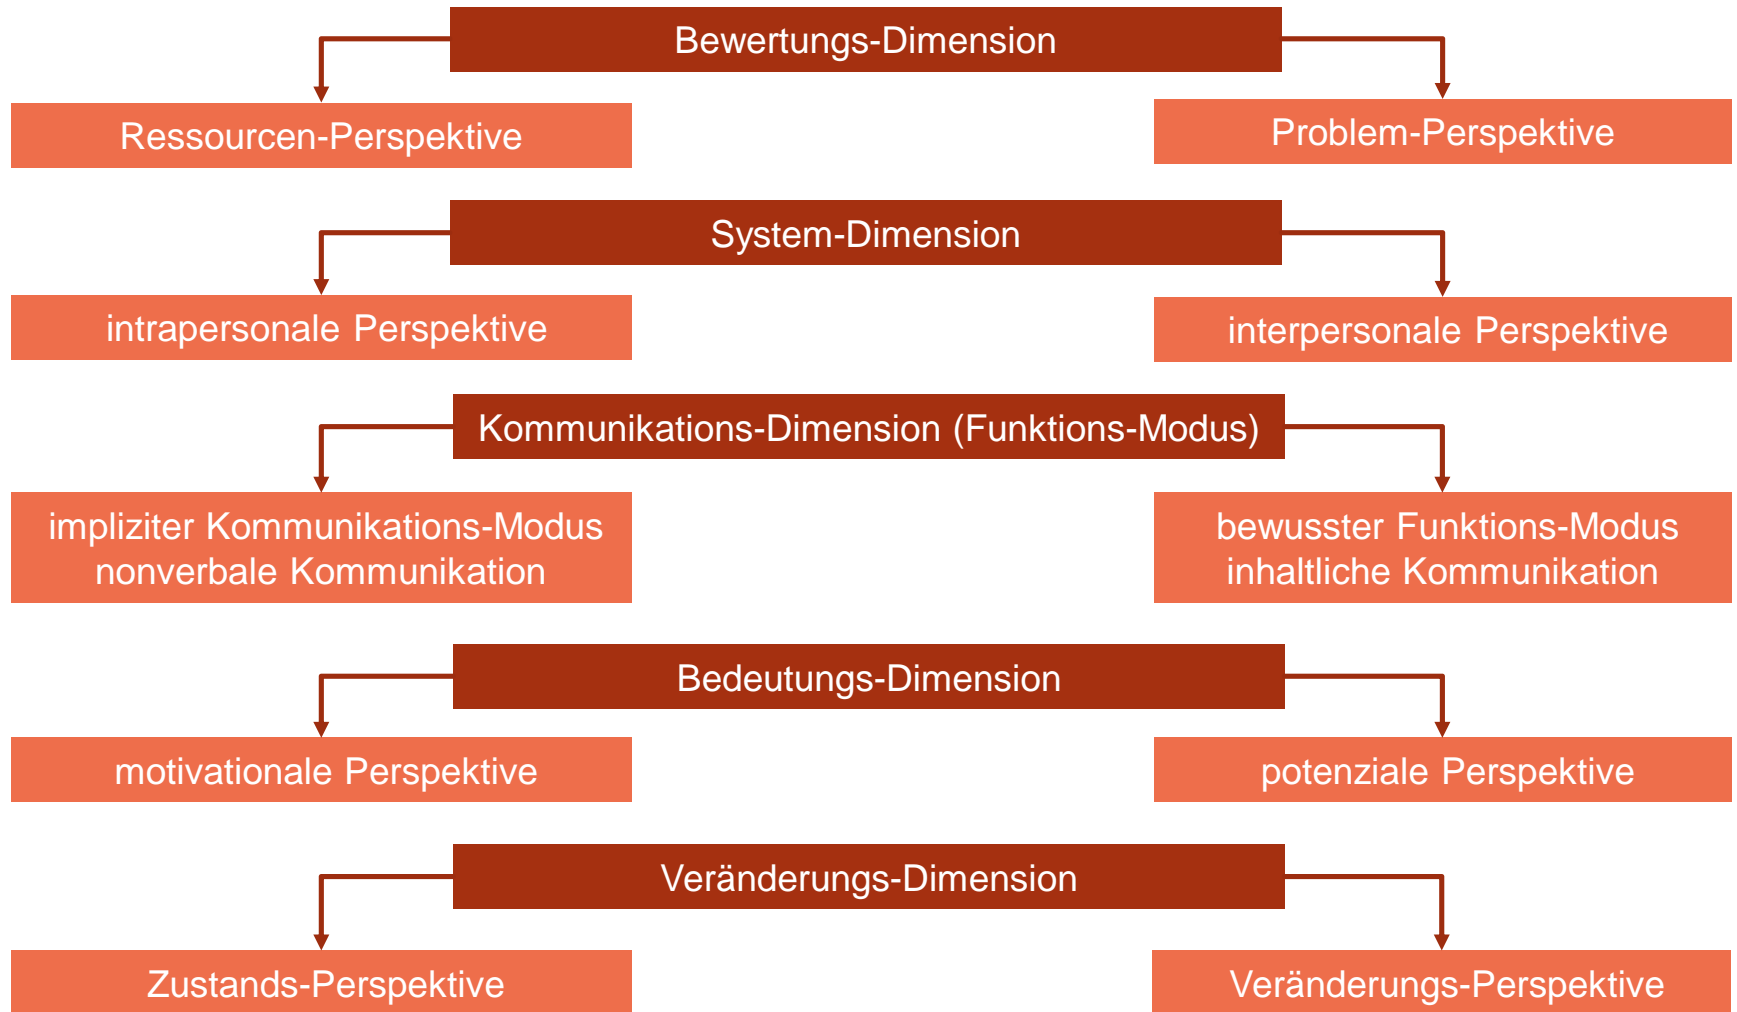 Bewertungs-Dimension
Ressourcen-Perspektive
Problem-Perspektive
System-Dimension
intrapersonale Perspektive
interpersonale Perspektive
Kommunikations-Dimension (Funktions-Modus)
impliziter Kommunikations-Modus
nonverbale Kommunikation
bewusster Funktions-Modus
inhaltliche Kommunikation
Bedeutungs-Dimension
motivationale Perspektive
potenziale Perspektive
Veränderungs-Dimension
Zustands-Perspektive
Veränderungs-Perspektive